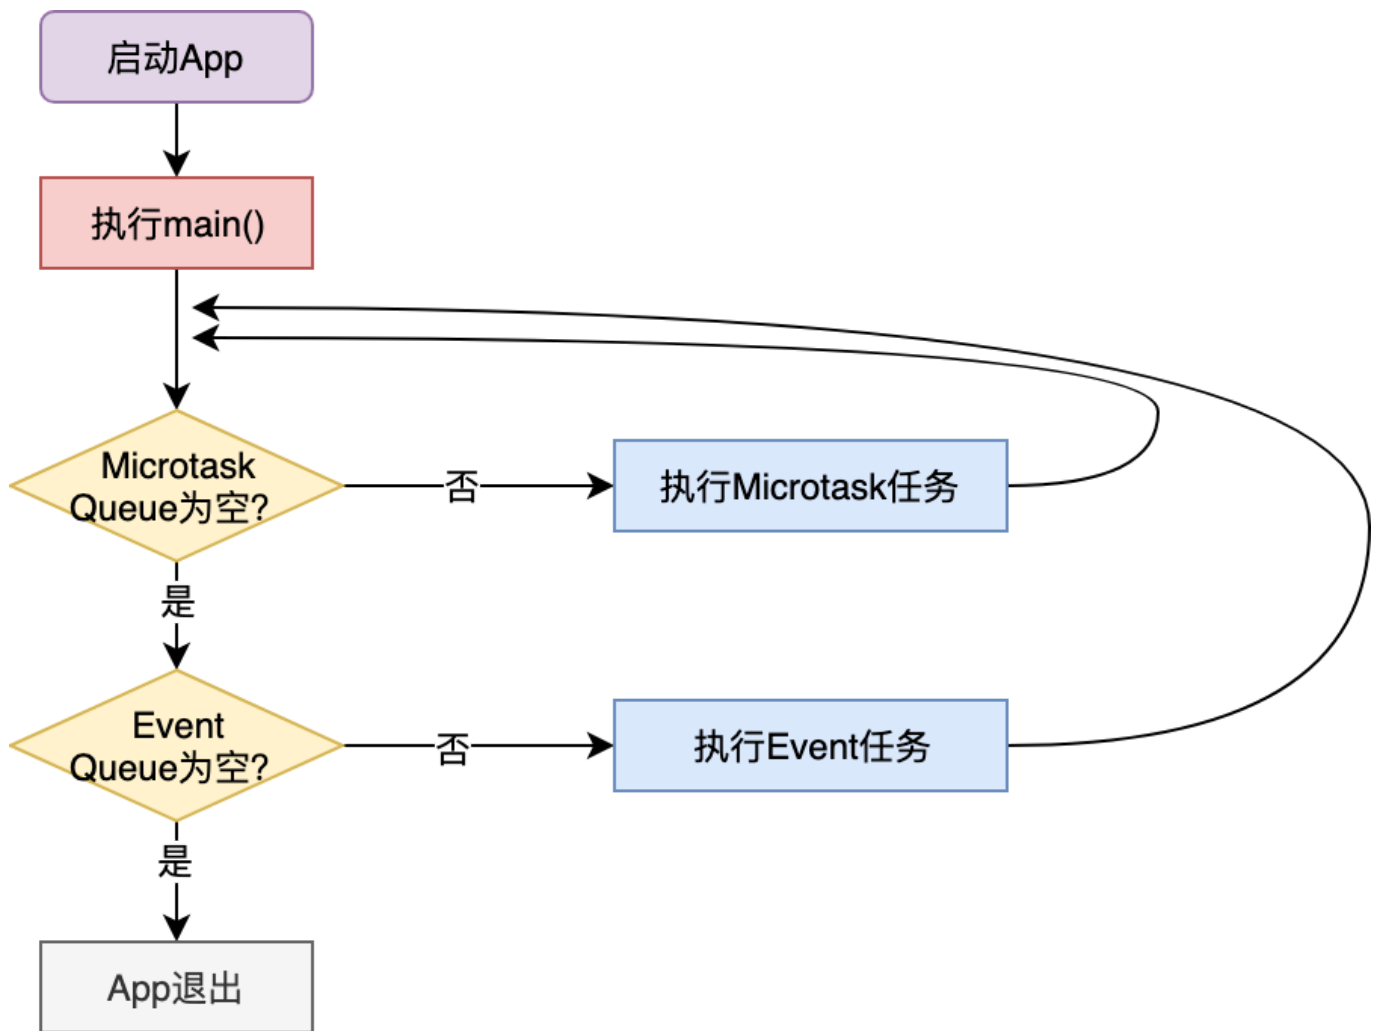 启动App
执行main()
Microtask
Queue为空?
否
执行Microtask任务
是
Event
Queue为空?
否
执行Event任务
是
App退出